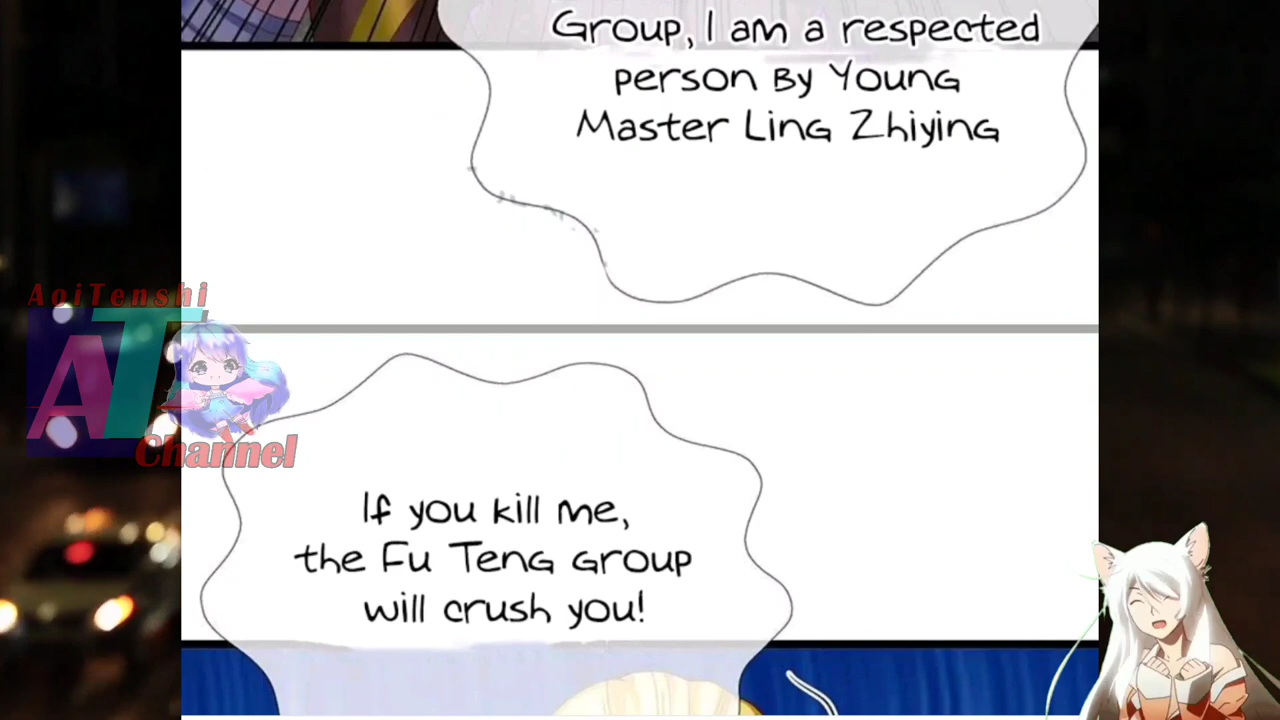 Group, I am a respected
person by Young
Master Ling Zhiying
AoiTenshi
AT
Channel
If you kill me,
the Fu Teng Group
will crush you!